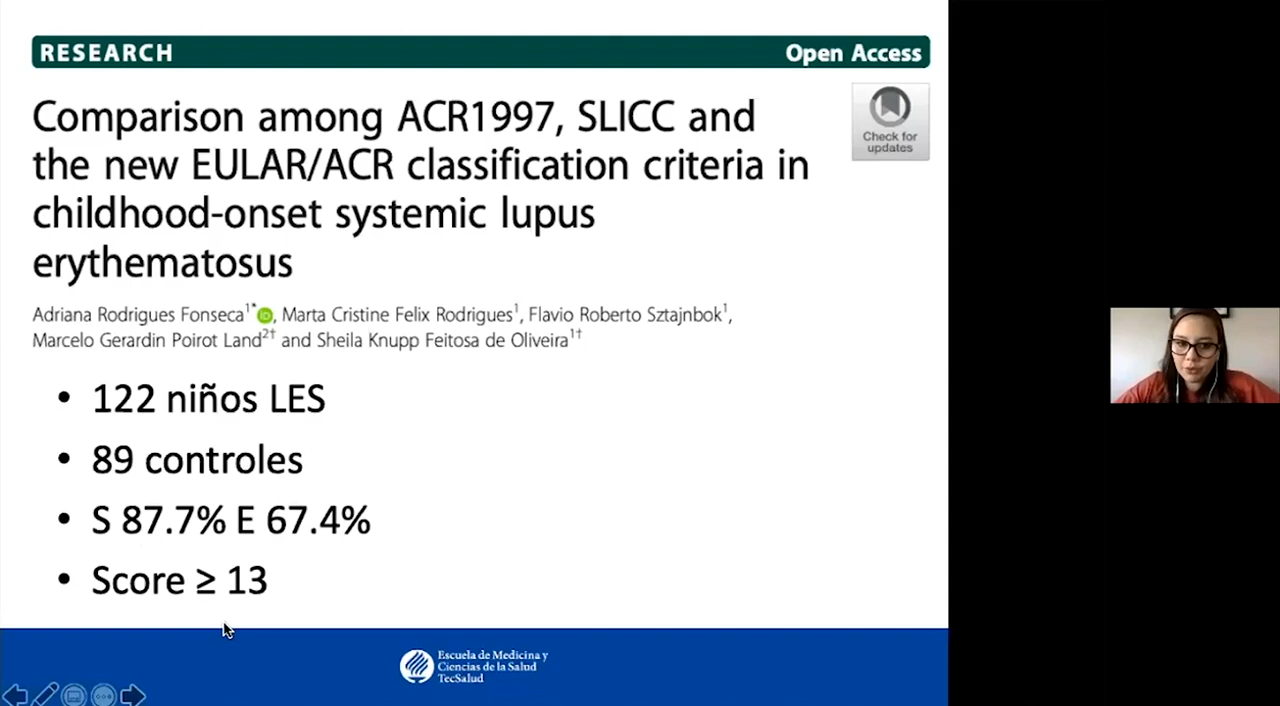 RESEARCH Open Access
Check for
updates
Comparison among ACR1997, SLICC and
the new EULAR/ACR classification criteria in
childhood-onset systemic lupus
erythematosus
Adriana Rodrigues Fonseca1* iD, Marta Cristine Felix Rodrigues1, Flavio Roberto Sztajnbok1,
Marcelo Gerardin Poirot Land2† and Sheila Knupp Feitosa de Oliveira1†
• 122 niños LES
• 89 controles
• S 87.7% E 67.4%
• Score ≥ 13
Escuela de Medicina y
Ciencias de la Salud
TecSalud